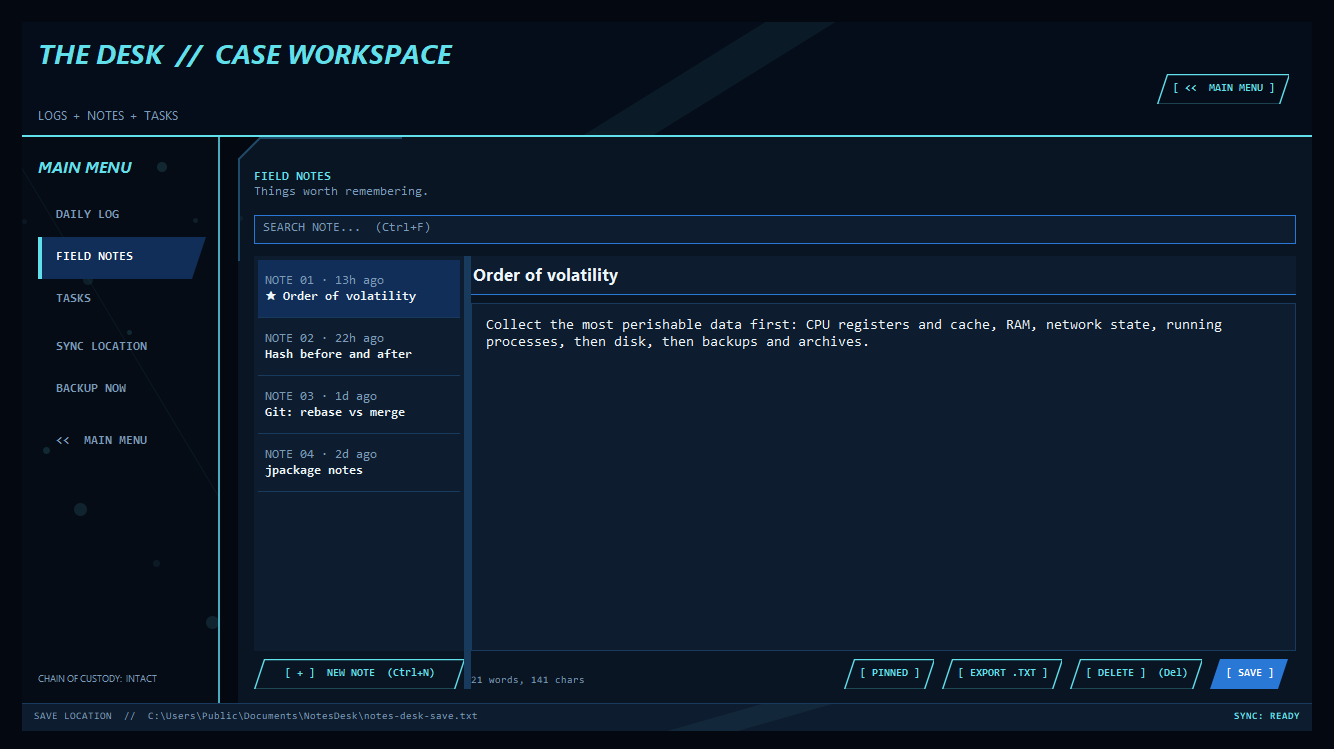 THE DESK // CASE WORKSPACE
[ << MAIN MENU ]
LOGS + NOTES + TASKS
MAIN MENU
DAILY LOG
FIELD NOTES
TASKS
SYNC LOCATION
BACKUP NOW
<< MAIN MENU
CHAIN OF CUSTODY: INTACT
FIELD NOTES
Things worth remembering.
SEARCH NOTE... (Ctrl+F)
NOTE 01 · 13h ago
★ Order of volatility
NOTE 02 · 22h ago
Hash before and after
NOTE 03 · 1d ago
Git: rebase vs merge
NOTE 04 · 2d ago
jpackage notes
[ + ] NEW NOTE (Ctrl+N)
Order of volatility
Collect the most perishable data first: CPU registers and cache, RAM, network state, running
processes, then disk, then backups and archives.
21 words, 141 chars
[ PINNED ]
[ EXPORT .TXT ]
[ DELETE ] (Del)
[ SAVE ]
SAVE LOCATION // C:\Users\Public\Documents\NotesDesk\notes-desk-save.txt
SYNC: READY